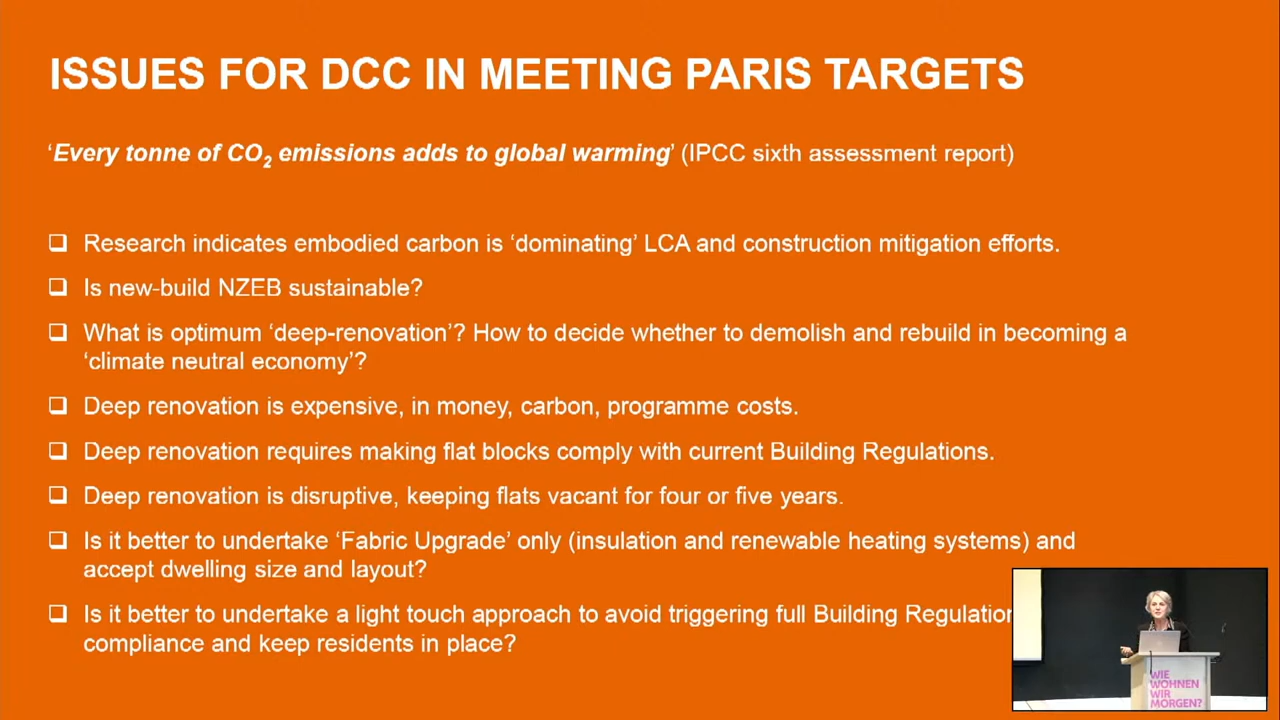 ISSUES FOR DCC IN MEETING PARIS TARGETS
‘Every tonne of CO₂ emissions adds to global warming’ (IPCC sixth assessment report)
❑ Research indicates embodied carbon is ‘dominating’ LCA and construction mitigation efforts.
❑ Is new-build NZEB sustainable?
❑ What is optimum ‘deep-renovation’? How to decide whether to demolish and rebuild in becoming a
‘climate neutral economy’?
❑ Deep renovation is expensive, in money, carbon, programme costs.
❑ Deep renovation requires making flat blocks comply with current Building Regulations.
❑ Deep renovation is disruptive, keeping flats vacant for four or five years.
❑ Is it better to undertake ‘Fabric Upgrade’ only (insulation and renewable heating systems) and
accept dwelling size and layout?
❑ Is it better to undertake a light touch approach to avoid triggering full Building Regulation
compliance and keep residents in place?
WIE
WOHNEN
WIR
MORGEN?